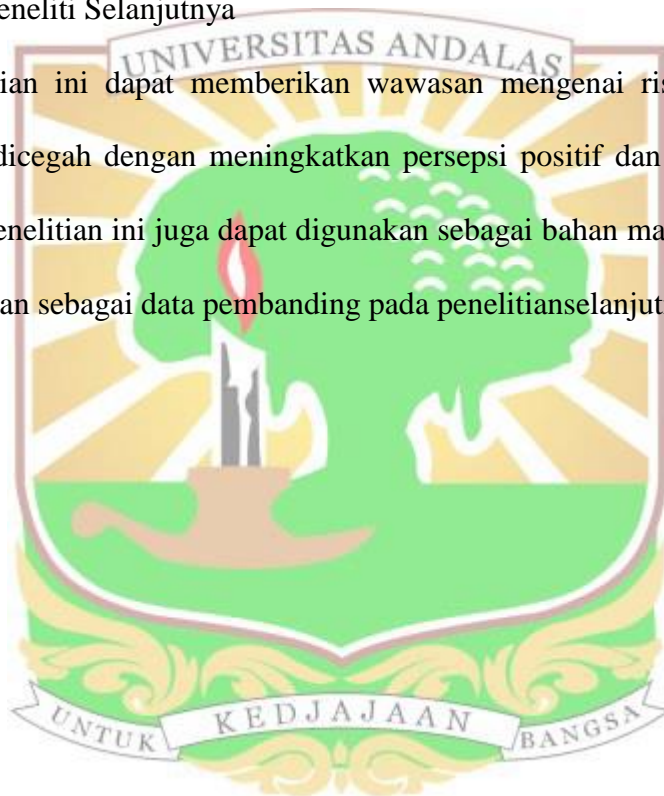 eneliti Selanjutnya
UNIVERSITAS ANDALAS
ian ini dapat memberikan wawasan mengenai ris
dicegah dengan meningkatkan persepsi positif dan
enelitian ini juga dapat digunakan sebagai bahan ma
an sebagai data pembanding pada penelitianselanjut
UNTUK KEDJAJAAN BANGSA